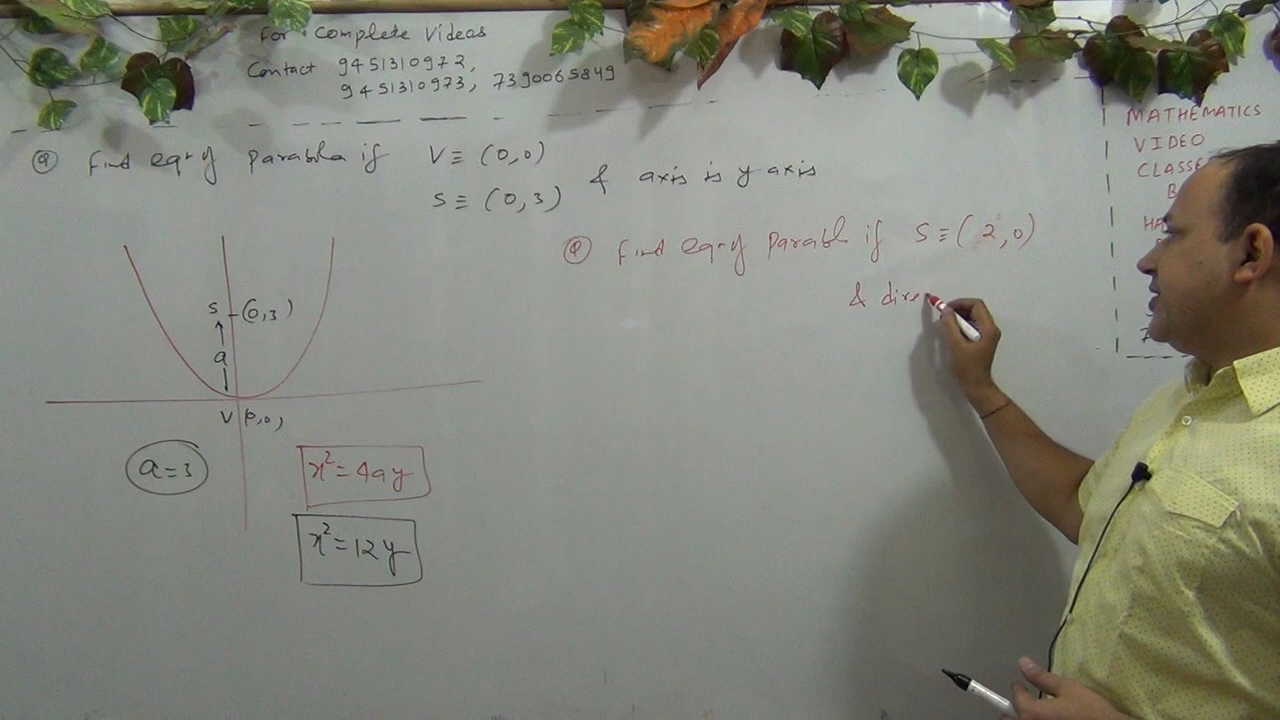 For Complete Videos
Contact 9451310972,
9451310973, 7390065849
MATHEMATICS
VIDEO
CLASSE
B
HA
Q Find eqn of Parabola if V ≡ (0,0)
S ≡ (0,3) & axis is y axis
Q Find eqn of Parabl if S ≡ (2,0)
& dire
S (0,3)
a
V (0,0)
a = 3
x² = 4ay
x² = 12y